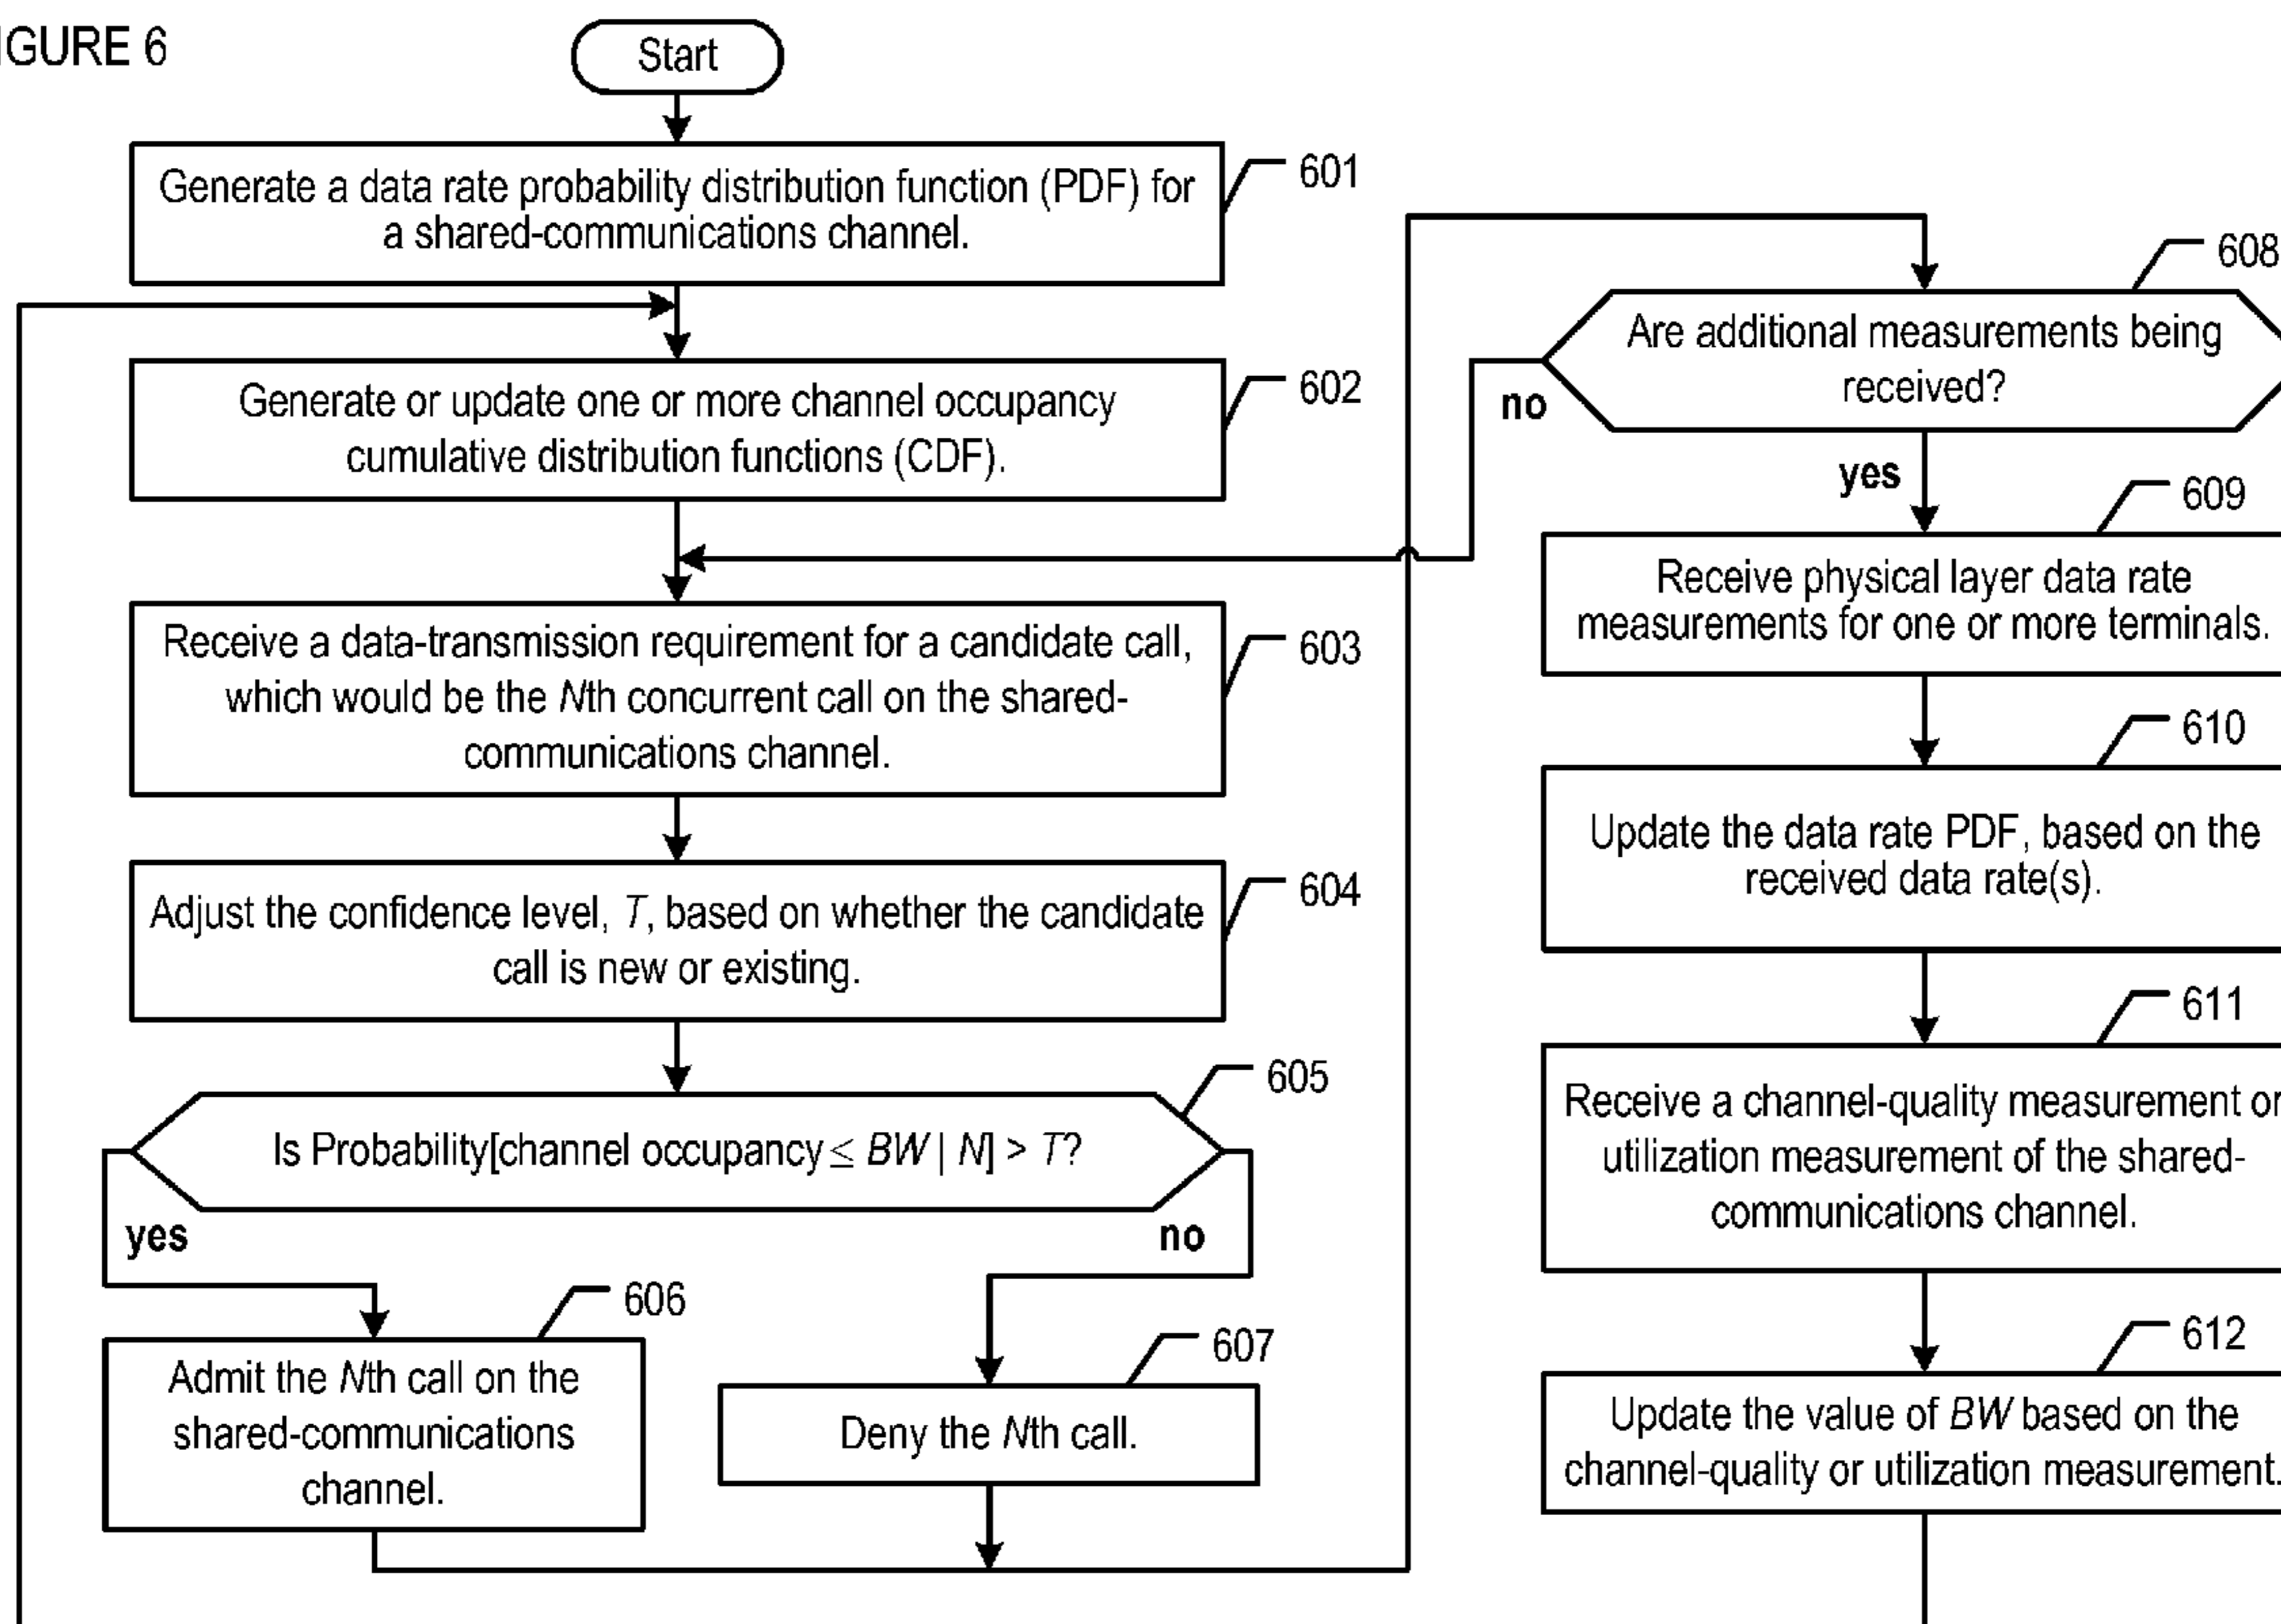 IGURE 6
Start
Generate a data rate probability distribution function (PDF) for
a shared-communications channel.
601
Generate or update one or more channel occupancy
cumulative distribution functions (CDF).
602
Receive a data-transmission requirement for a candidate call,
which would be the Nth concurrent call on the shared-
communications channel.
603
Adjust the confidence level, T, based on whether the candidate
call is new or existing.
604
Is Probability[channel occupancy ≤ BW | N] > T?
605
yes
no
Admit the Nth call on the
shared-communications
channel.
606
Deny the Nth call.
607
Are additional measurements being
received?
608
no
yes
Receive physical layer data rate
measurements for one or more terminals.
609
Update the data rate PDF, based on the
received data rate(s).
610
Receive a channel-quality measurement or
utilization measurement of the shared-
communications channel.
611
Update the value of BW based on the
channel-quality or utilization measurement.
612